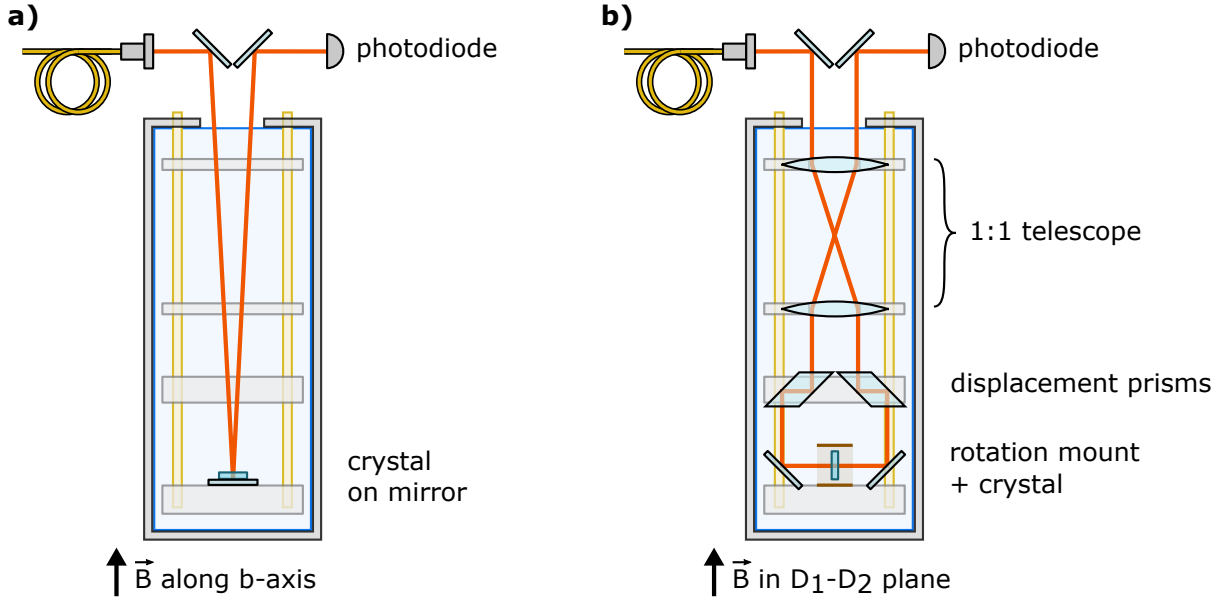 a)
photodiode
crystal
on mirror
B⃗ along b-axis
b)
photodiode
1:1 telescope
displacement prisms
rotation mount
+ crystal
B⃗ in D₁-D₂ plane